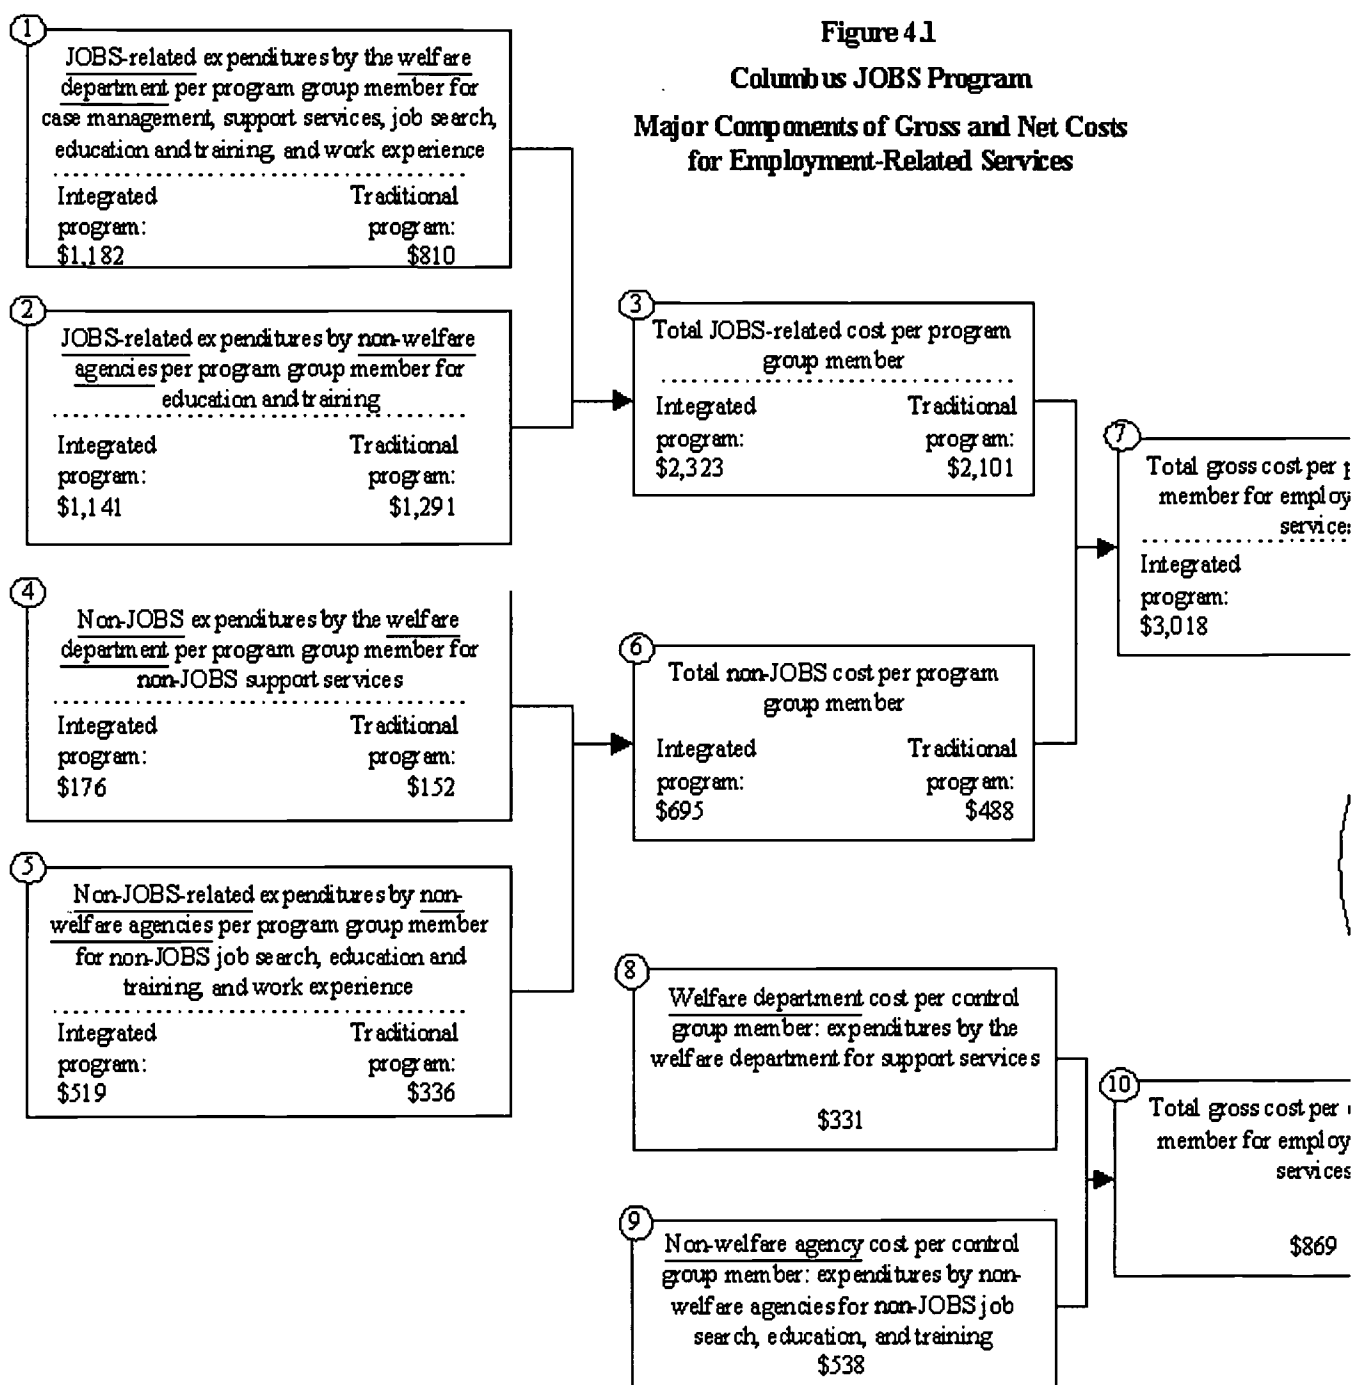 Figure 4.1
Columbus JOBS Program
Major Components of Gross and Net Costs
for Employment-Related Services
1
JOBS-related expenditures by the welfare
department per program group member for
case management, support services, job search,
education and training, and work experience
Integrated Traditional
program: program:
$1,182 $810
2
JOBS-related expenditures by non-welfare
agencies per program group member for
education and training
Integrated Traditional
program: program:
$1,141 $1,291
3
Total JOBS-related cost per program
group member
Integrated Traditional
program: program:
$2,323 $2,101
4
Non-JOBS expenditures by the welfare
department per program group member for
non-JOBS support services
Integrated Traditional
program: program:
$176 $152
5
Non-JOBS-related expenditures by non-
welfare agencies per program group member
for non-JOBS job search, education and
training, and work experience
Integrated Traditional
program: program:
$519 $336
6
Total non-JOBS cost per program
group member
Integrated Traditional
program: program:
$695 $488
7
Total gross cost per
member for employ
service
Integrated
program:
$3,018
8
Welfare department cost per control
group member: expenditures by the
welfare department for support services
$331
9
Non-welfare agency cost per control
group member: expenditures by non-
welfare agencies for non-JOBS job
search, education, and training
$538
10
Total gross cost per
member for employ
services
$869